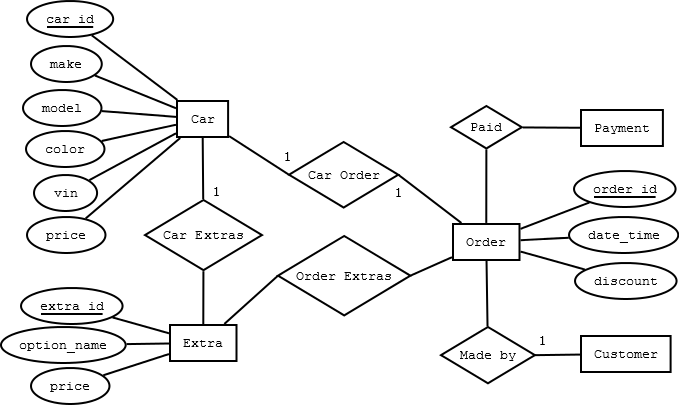 car id
make
model
color
vin
price
Car
1
Car Order
1
Paid
Payment
order id
date_time
discount
Order
1
Car Extras
Order Extras
extra id
option_name
price
Extra
Made by
1
Customer